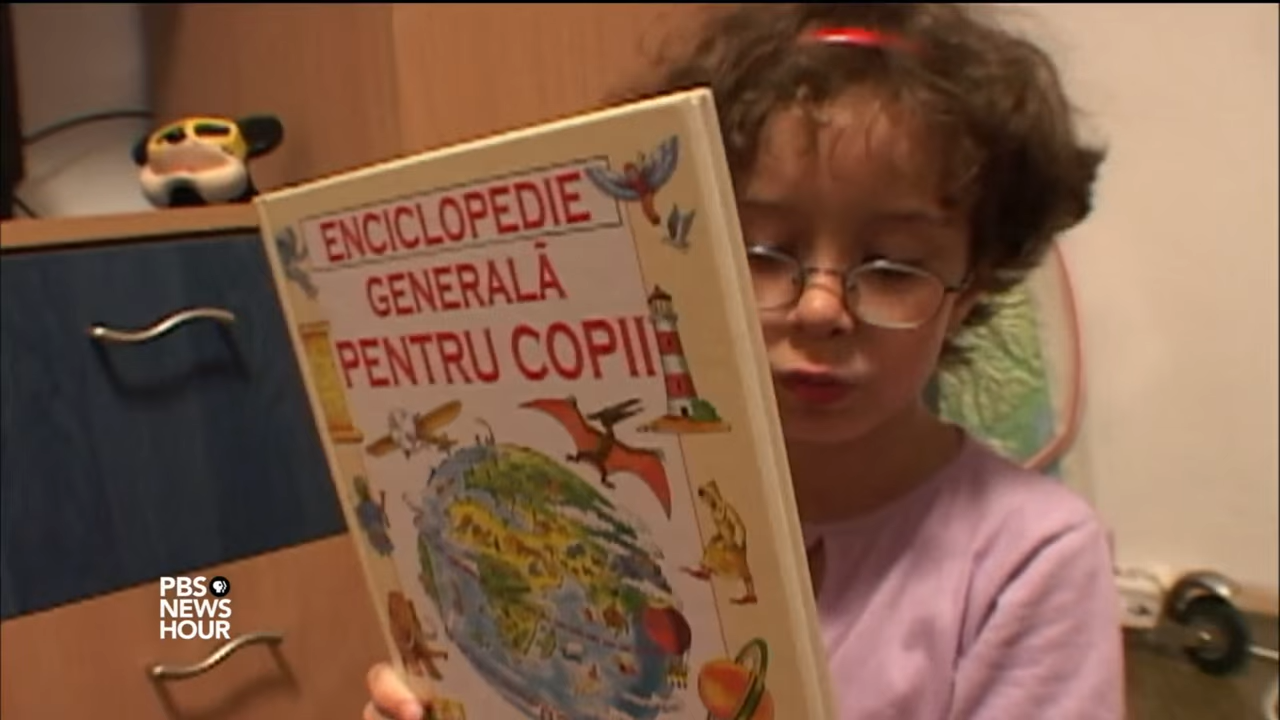 ENCICLOPEDIE
GENERALĂ
PENTRU COPII
PBS
NEWS
HOUR